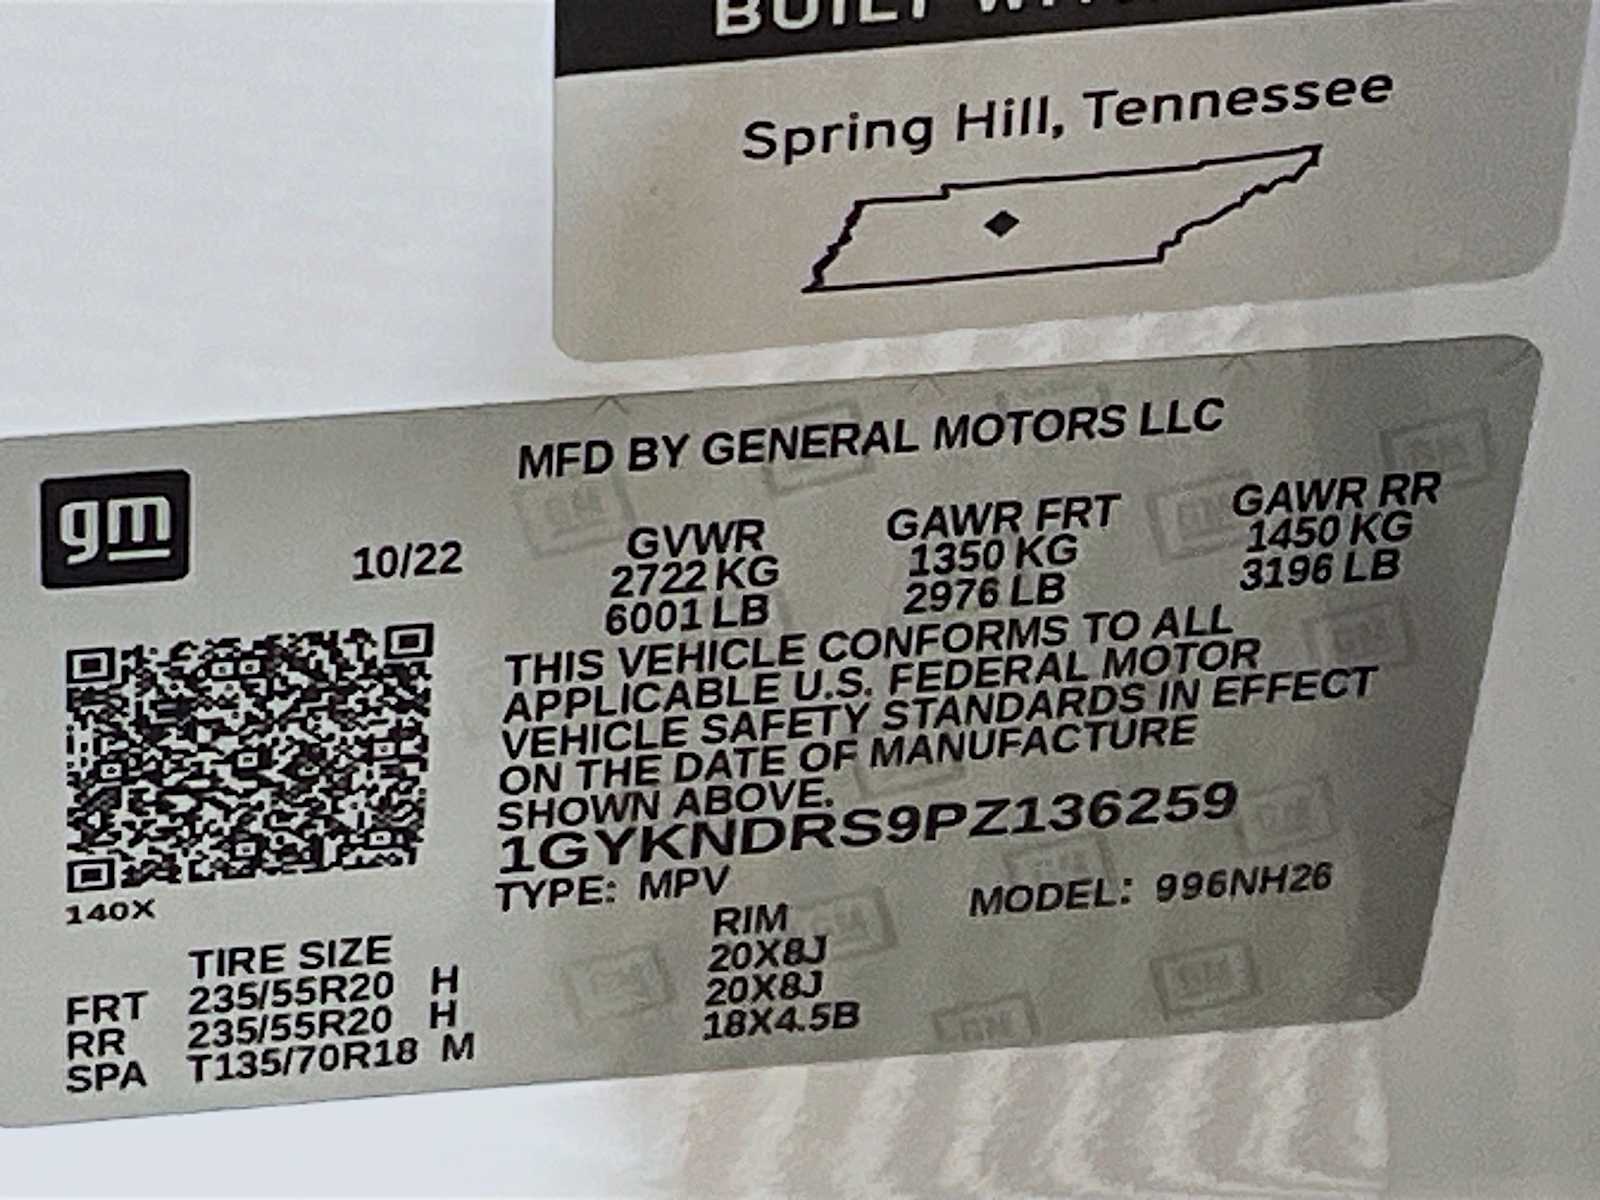 BUILT WITH
Spring Hill, Tennessee
MFD BY GENERAL MOTORS LLC
gm
10/22
GVWR GAWR FRT GAWR RR
2722 KG 1350 KG 1450 KG
6001 LB 2976 LB 3196 LB
THIS VEHICLE CONFORMS TO ALL
APPLICABLE U.S. FEDERAL MOTOR
VEHICLE SAFETY STANDARDS IN EFFECT
ON THE DATE OF MANUFACTURE
SHOWN ABOVE.
1GYKNDRS9PZ136259
TYPE: MPV MODEL: 996NH26
140X
TIRE SIZE RIM
FRT 235/55R20 H 20X8J
RR 235/55R20 H 20X8J
SPA T135/70R18 M 18X4.5B